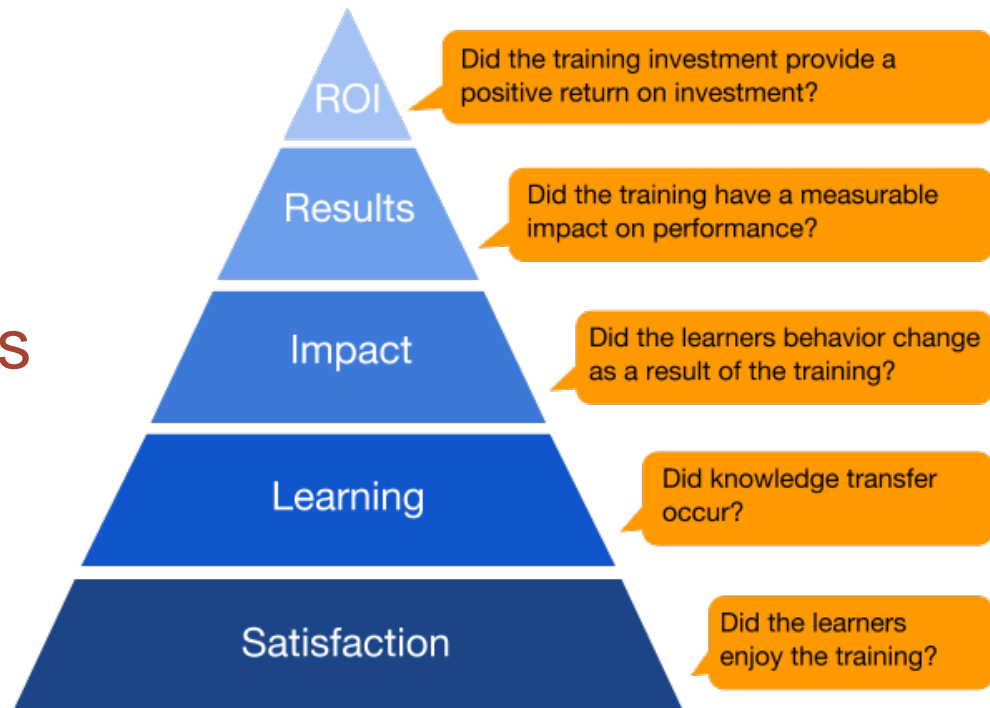 ROI
Did the training investment provide a
positive return on investment?
Results
Did the training have a measurable
impact on performance?
s
Impact
Did the learners behavior change
as a result of the training?
Learning
Did knowledge transfer
occur?
Satisfaction
Did the learners
enjoy the training?